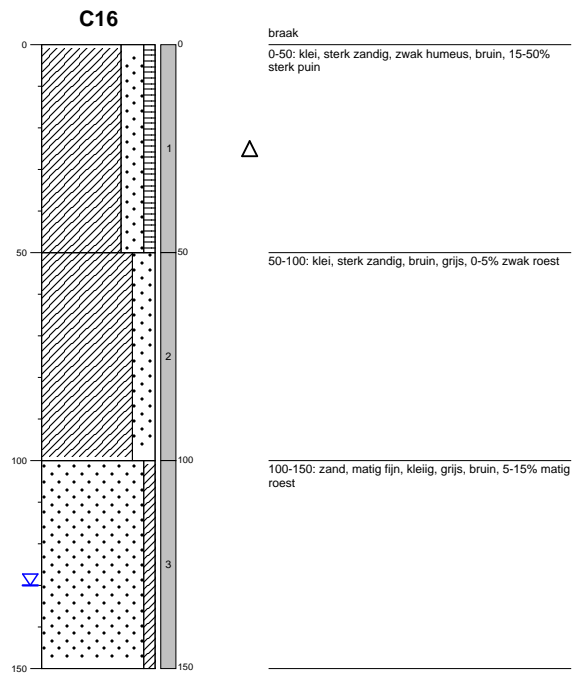 C16
braak
0
0
0-50: klei, sterk zandig, zwak humeus, bruin, 15-50%
sterk puin
1
50
50
50-100: klei, sterk zandig, bruin, grijs, 0-5% zwak roest
2
100
100
100-150: zand, matig fijn, kleiig, grijs, bruin, 5-15% matig
roest
3
150
150